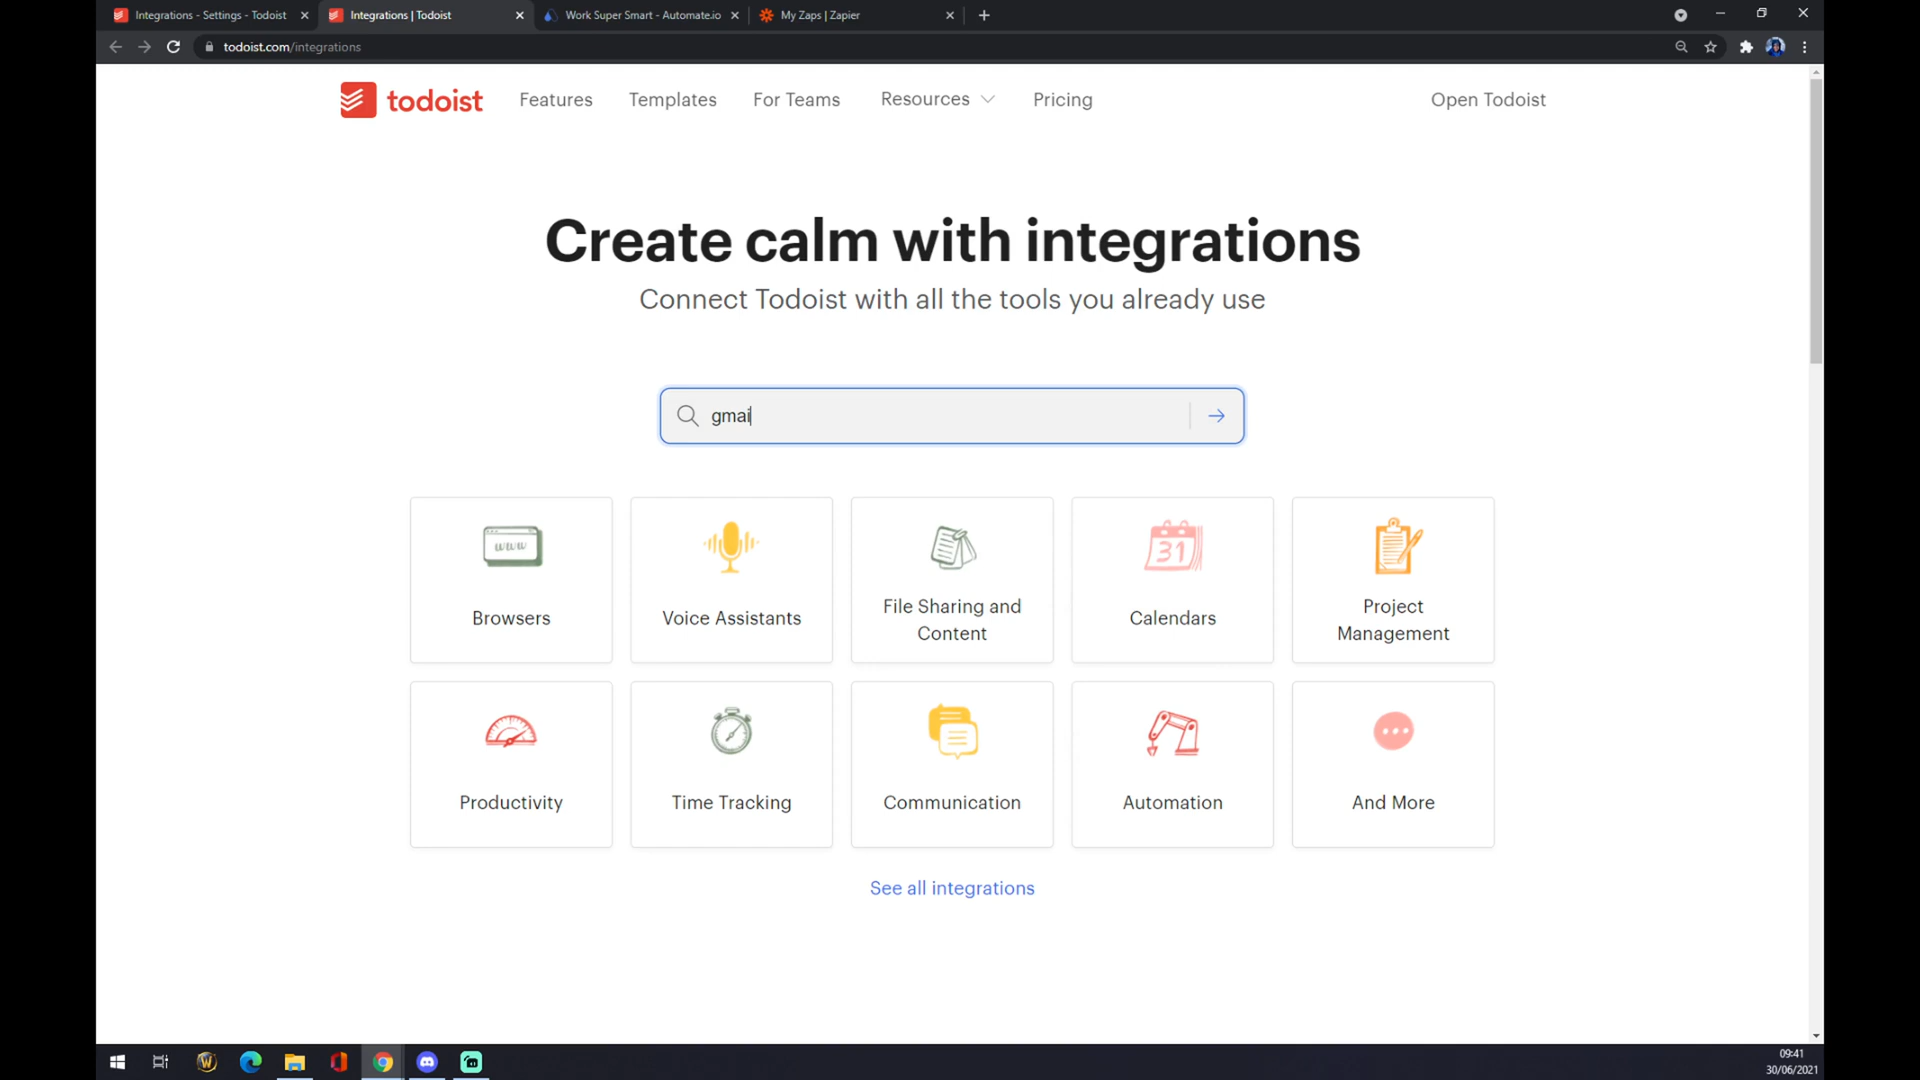 Integrations - Settings - Todoist
Integrations | Todoist
Work Super Smart - Automate.io
My Zaps | Zapier
todoist.com/integrations
todoist
Features
Templates
For Teams
Resources
Pricing
Open Todoist
Create calm with integrations
Connect Todoist with all the tools you already use
gmai
WWW
31
Browsers
Voice Assistants
File Sharing and
Content
Calendars
Project
Management
Productivity
Time Tracking
Communication
Automation
And More
See all integrations
09:41
30/06/2021